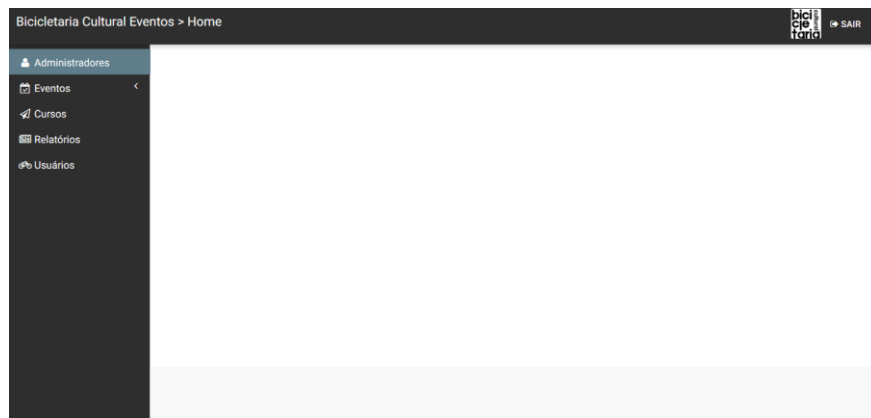 Bicicletaria Cultural Eventos > Home
bici
cle
taria
SAIR
Administradores
Eventos
Cursos
Relatórios
Usuários